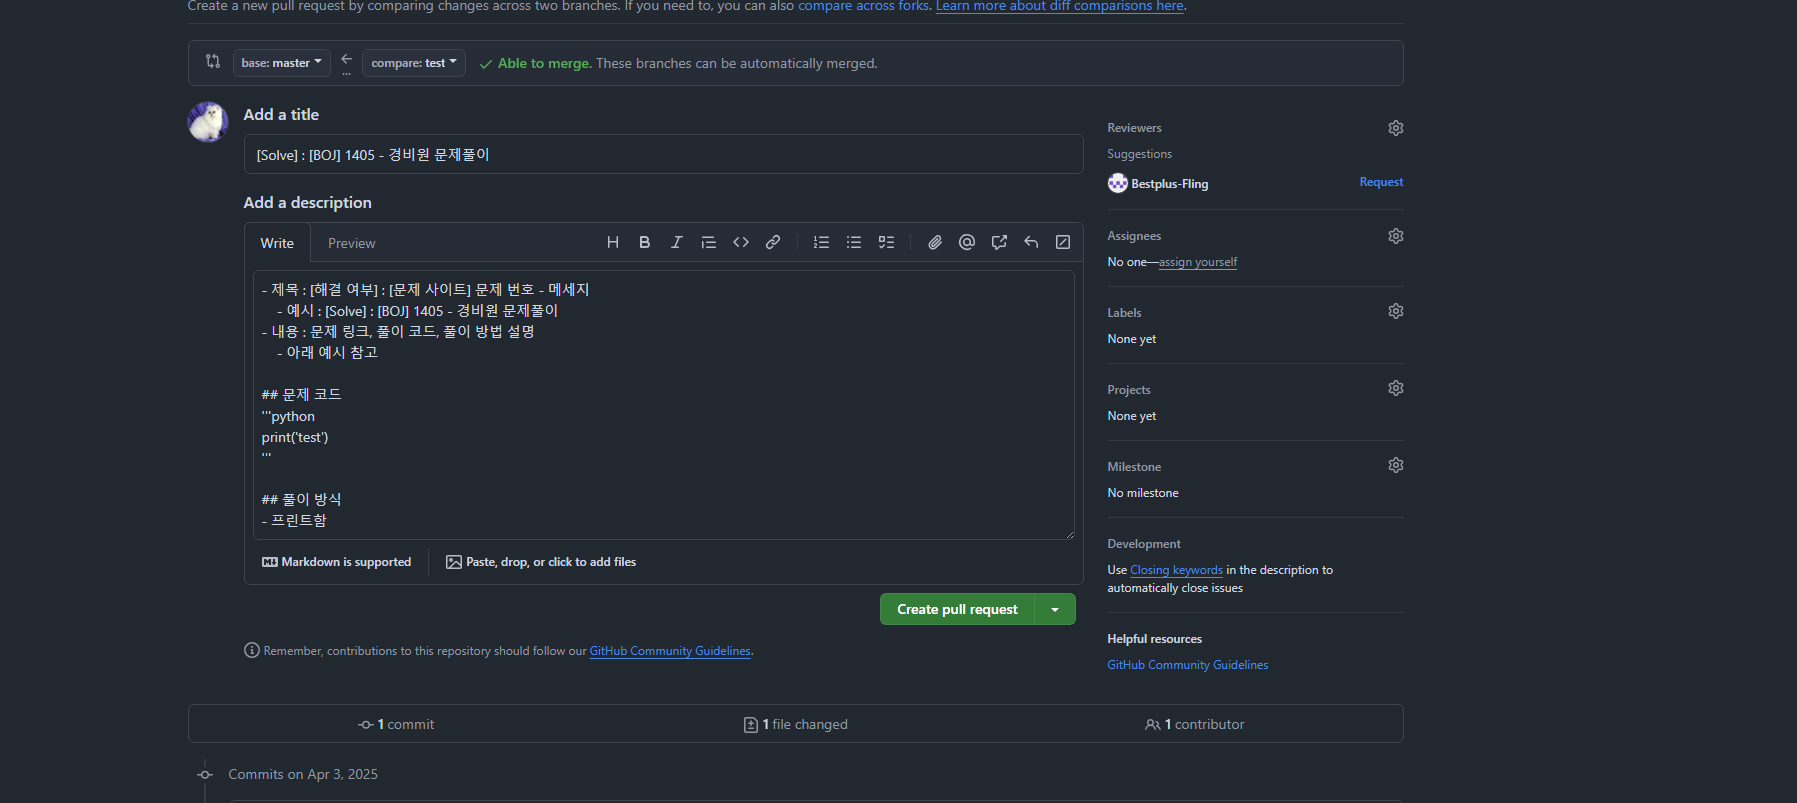 Create a new pull request by comparing changes across two branches. If you need to, you can also compare across forks. Learn more about diff comparisons here.
base: master
...
compare: test
Able to merge. These branches can be automatically merged.
Add a title
[Solve] : [BOJ] 1405 - 경비원 문제풀이
Add a description
Write
Preview
- 제목 : [해결 여부] : [문제 사이트] 문제 번호 - 메세지
- 예시 : [Solve] : [BOJ] 1405 - 경비원 문제풀이
- 내용 : 문제 링크, 풀이 코드, 풀이 방법 설명
- 아래 예시 참고
## 문제 코드
'''python
print('test')
'''
## 풀이 방식
- 프린트함
Markdown is supported
Paste, drop, or click to add files
Create pull request
Remember, contributions to this repository should follow our GitHub Community Guidelines.
Reviewers
Suggestions
Bestplus-Fling
Request
Assignees
No one—assign yourself
Labels
None yet
Projects
None yet
Milestone
No milestone
Development
Use Closing keywords in the description to
automatically close issues
Helpful resources
GitHub Community Guidelines
1 commit
1 file changed
1 contributor
Commits on Apr 3, 2025